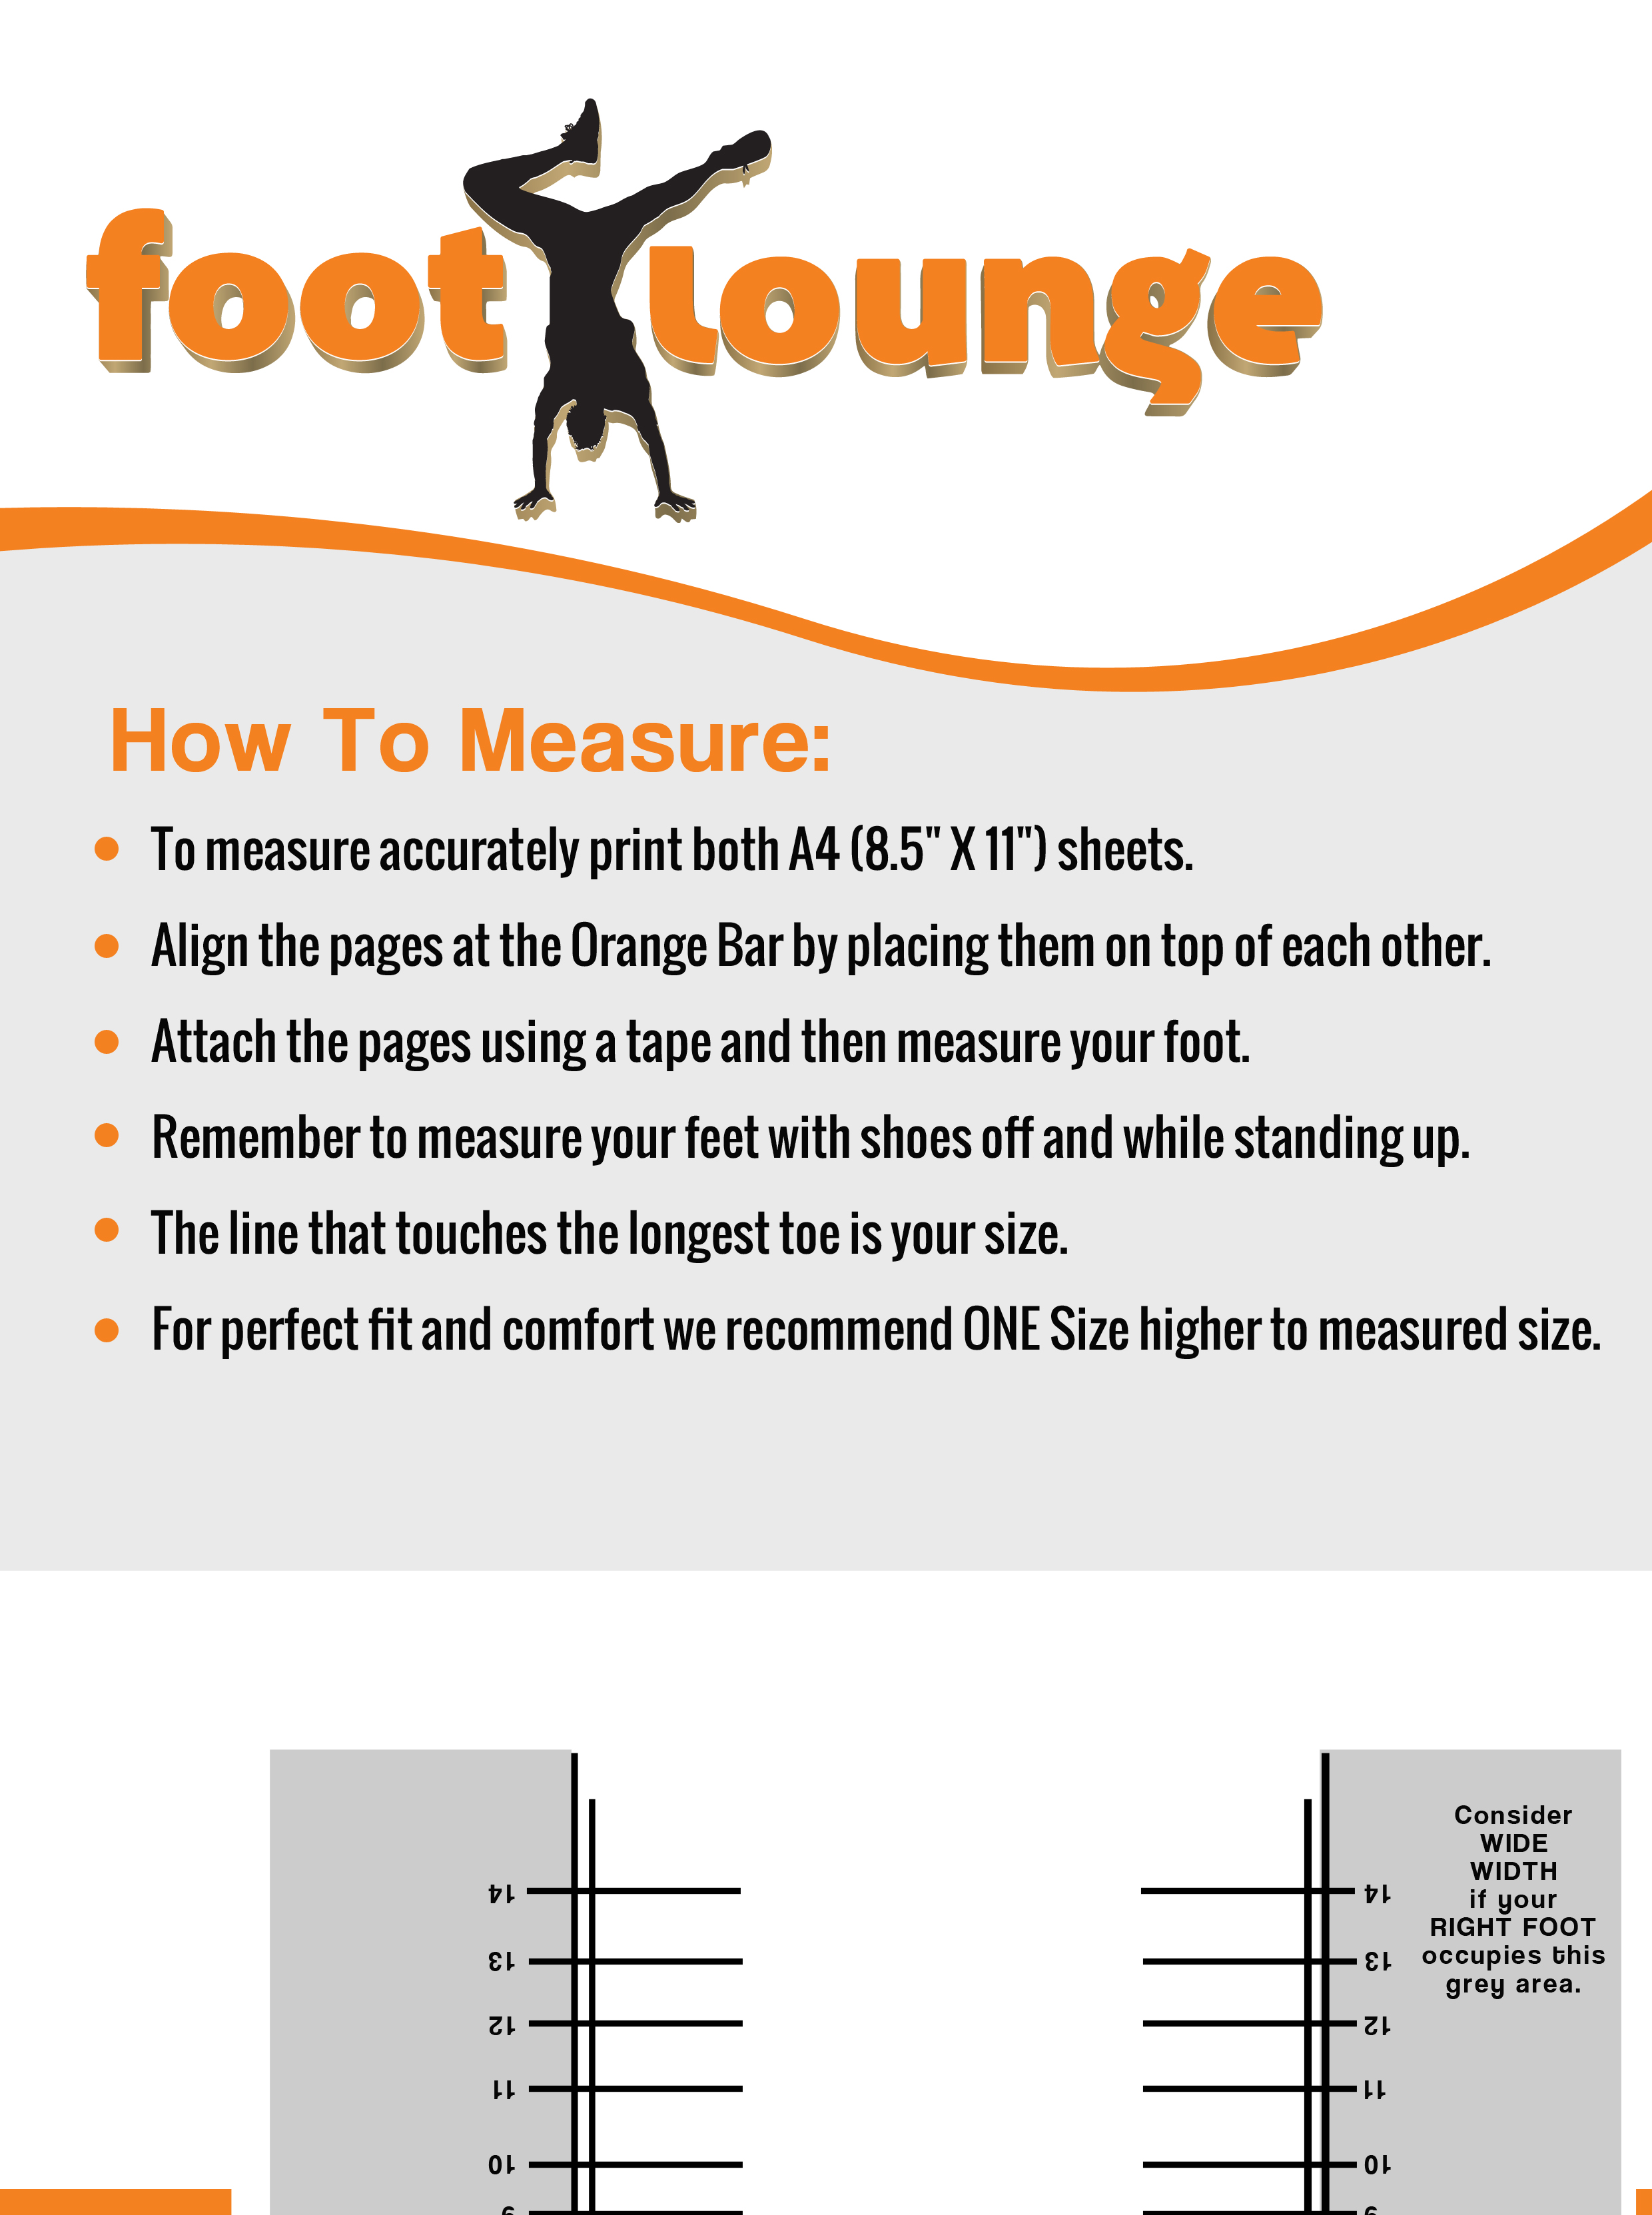 foot lounge
How To Measure:
To measure accurately print both A4 (8.5" X 11") sheets.
Align the pages at the Orange Bar by placing them on top of each other.
Attach the pages using a tape and then measure your foot.
Remember to measure your feet with shoes off and while standing up.
The line that touches the longest toe is your size.
For perfect fit and comfort we recommend ONE Size higher to measured size.
Consider
WIDE
WIDTH
if your
RIGHT FOOT
occupies this
grey area.
14 14
13 13
12 12
11 11
10 10
9 9